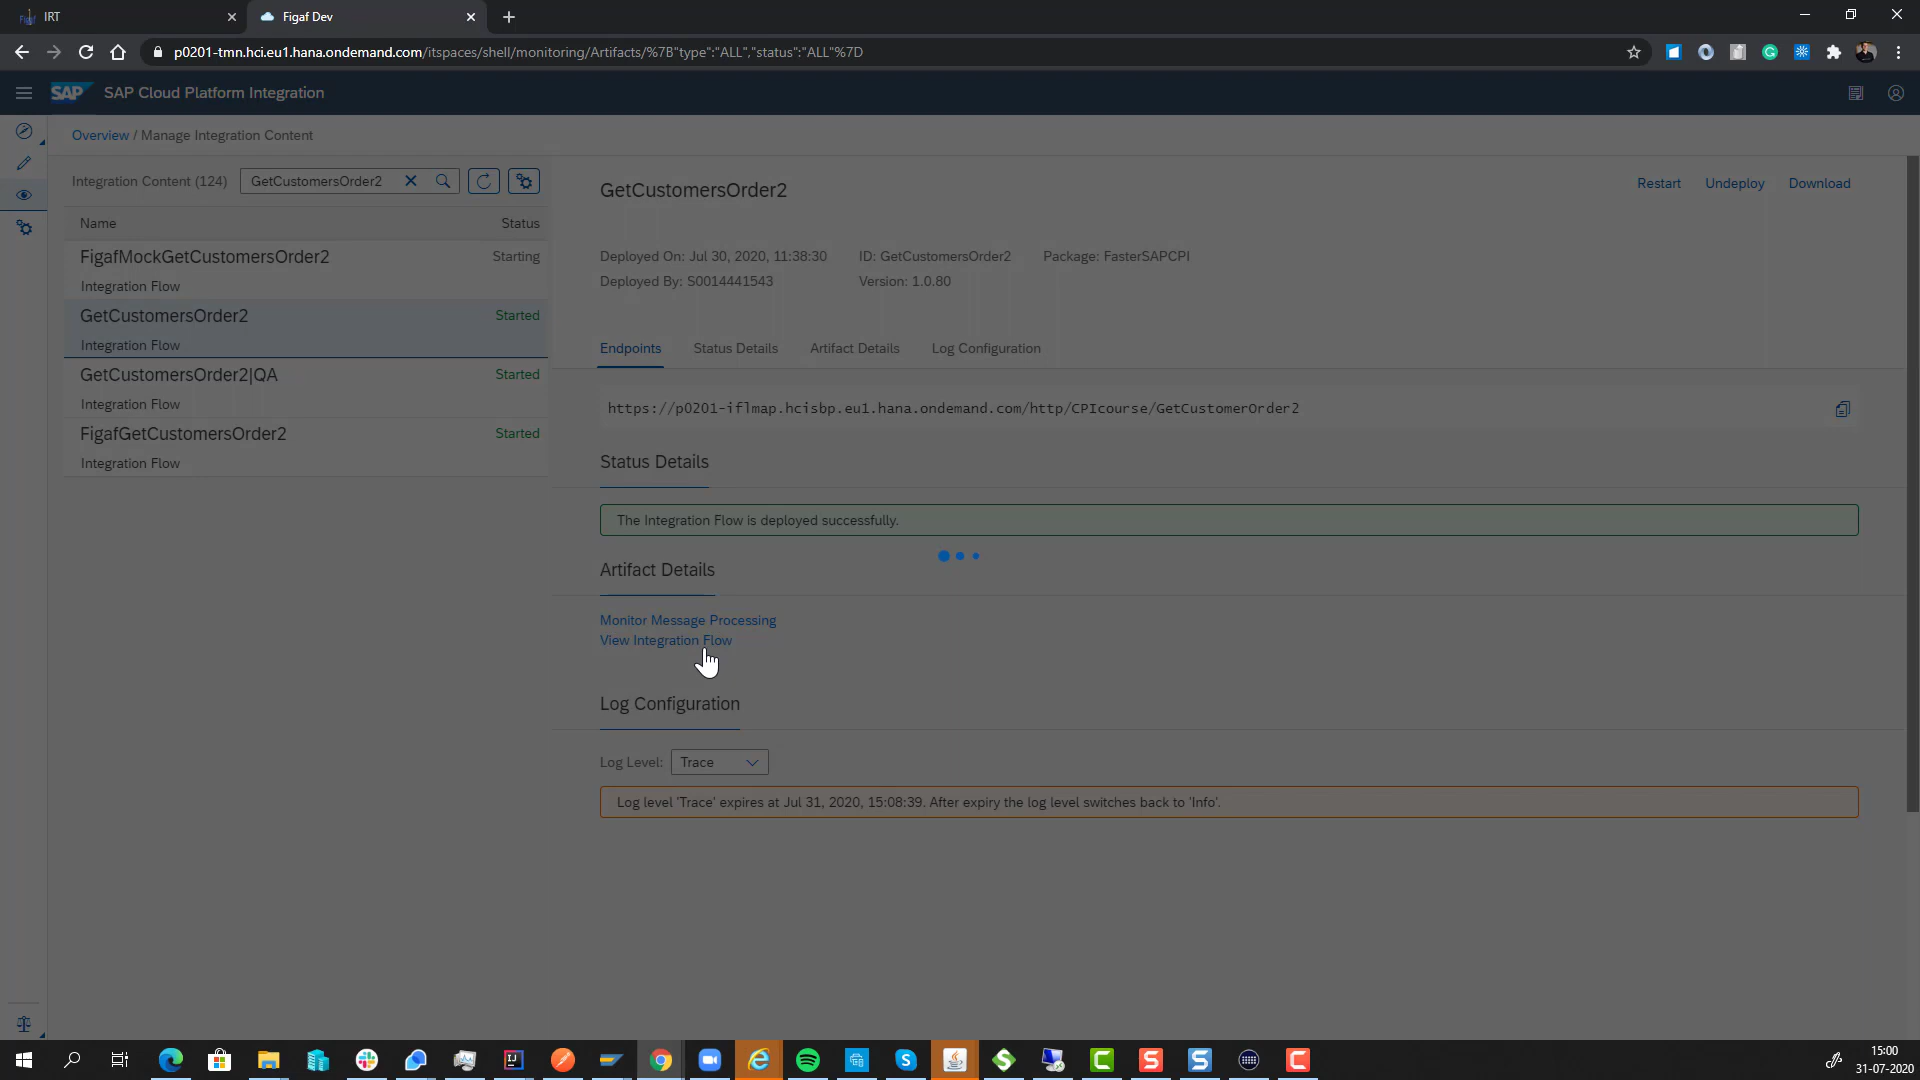 IRT
Figaf Dev
p0201-tmn.hci.eu1.hana.ondemand.com/itspaces/shell/monitoring/Artifacts/%7B"type":"ALL","status":"ALL"%7D
SAP SAP Cloud Platform Integration
Overview / Manage Integration Content
Integration Content (124) GetCustomersOrder2
Name Status
FigafMockGetCustomersOrder2 Starting
Integration Flow
GetCustomersOrder2 Started
Integration Flow
GetCustomersOrder2|QA Started
Integration Flow
FigafGetCustomersOrder2 Started
Integration Flow
GetCustomersOrder2
Restart Undeploy Download
Deployed On: Jul 30, 2020, 11:38:30 ID: GetCustomersOrder2 Package: FasterSAPCPI
Deployed By: S0014441543 Version: 1.0.80
Endpoints Status Details Artifact Details Log Configuration
https://p0201-iflmap.hcisbp.eu1.hana.ondemand.com/http/CPIcourse/GetCustomerOrder2
Status Details
The Integration Flow is deployed successfully.
Artifact Details
Monitor Message Processing
View Integration Flow
Log Configuration
Log Level: Trace
Log level 'Trace' expires at Jul 31, 2020, 15:08:39. After expiry the log level switches back to 'Info'.
15:00
31-07-2020